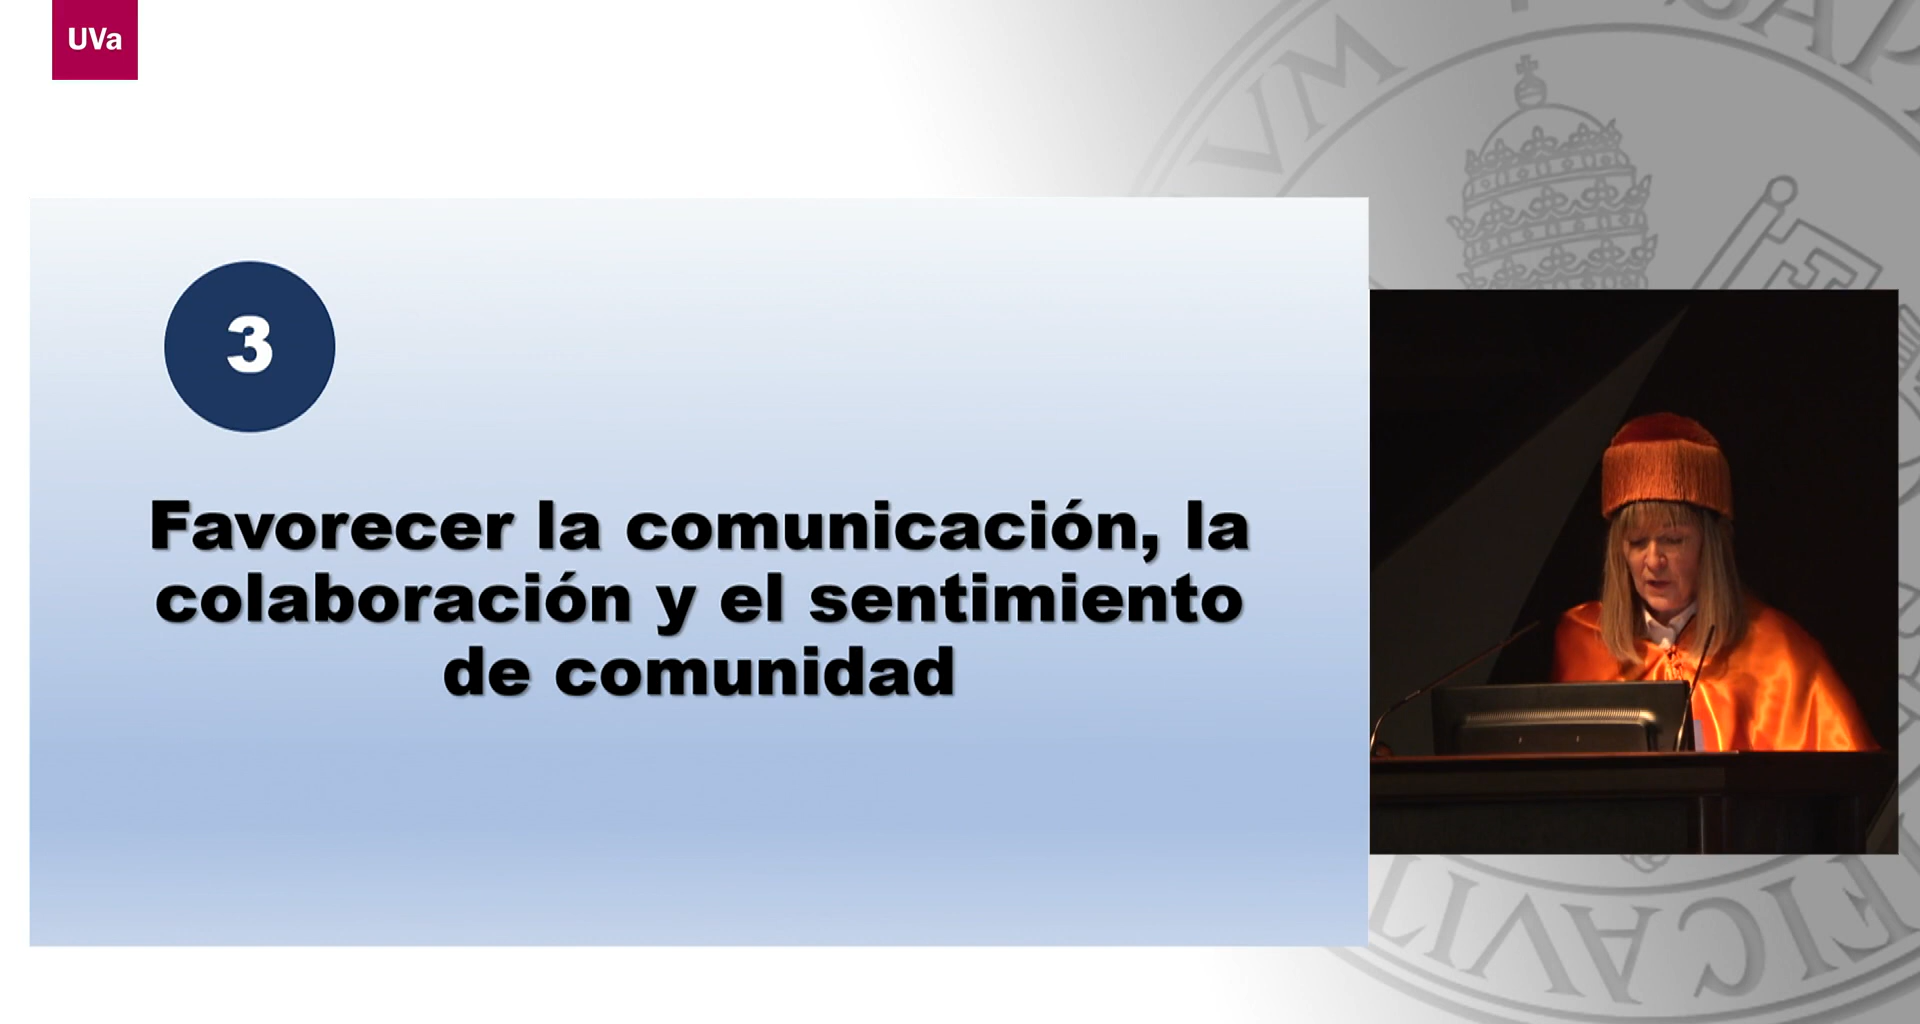 UVa
3
Favorecer la comunicación, la
colaboración y el sentimiento
de comunidad